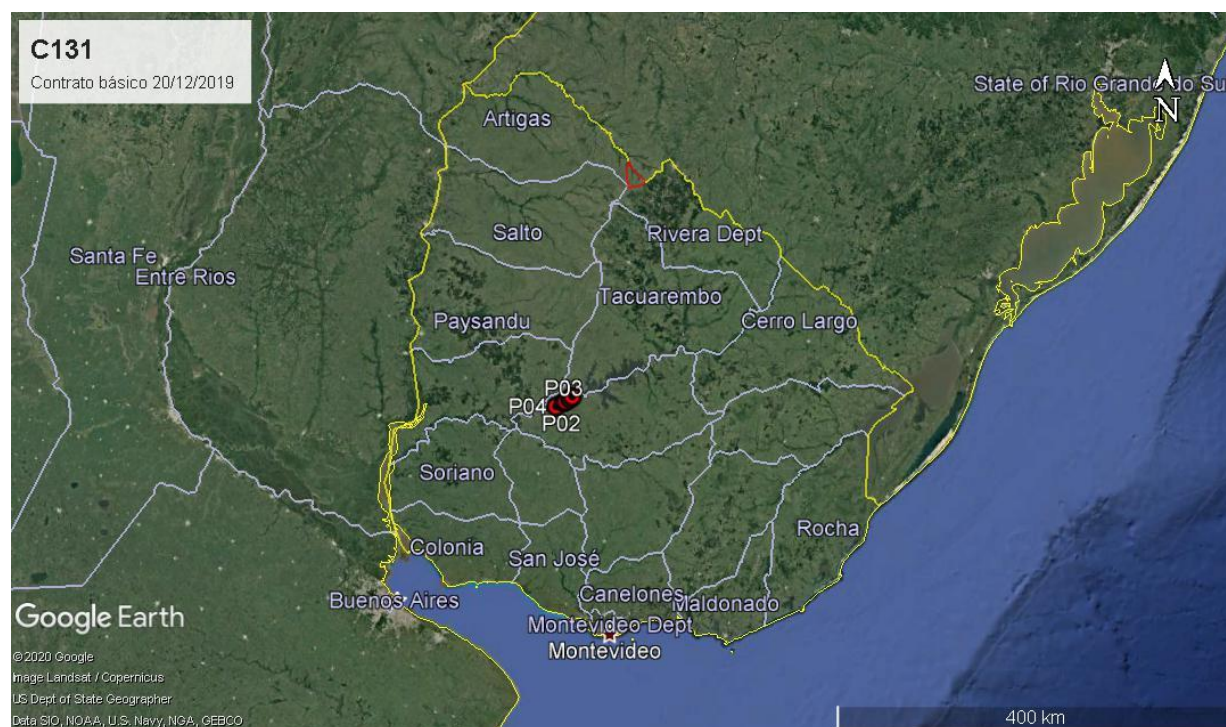 C131
Contrato básico 20/12/2019
State of Rio Grande do Su
N
Artigas
Salto
Rivera Dept
Santa Fe
Entre Rios
Tacuarembo
Paysandu
Cerro Largo
P03
P04
P02
Soriano
Rocha
Colonia
San José
Canelones
Buenos Aires
Maldonado
Montevideo Dept
Montevideo
Google Earth
©2020 Google
Image Landsat / Copernicus
US Dept of State Geographer
Data SIO, NOAA, U.S. Navy, NGA, GEBCO
400 km